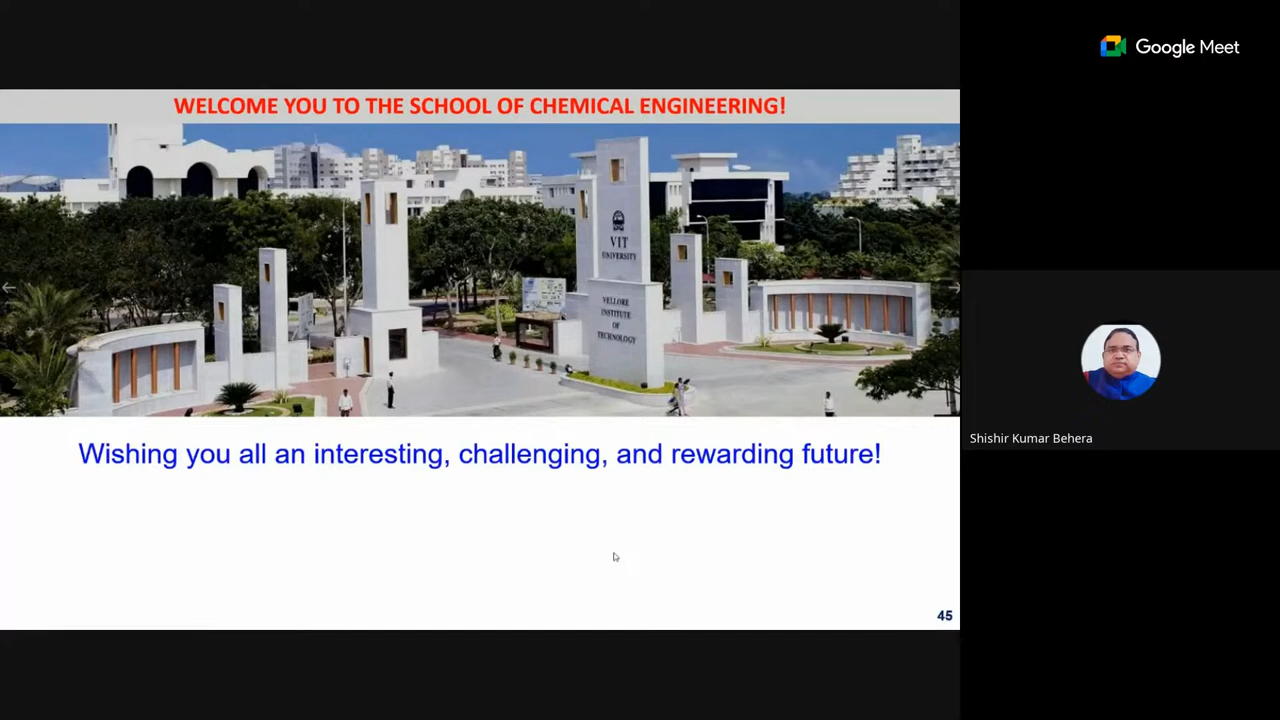 Google Meet
WELCOME YOU TO THE SCHOOL OF CHEMICAL ENGINEERING!
VIT
UNIVERSITY
VELLORE
INSTITUTE
OF
TECHNOLOGY
Shishir Kumar Behera
Wishing you all an interesting, challenging, and rewarding future!
45